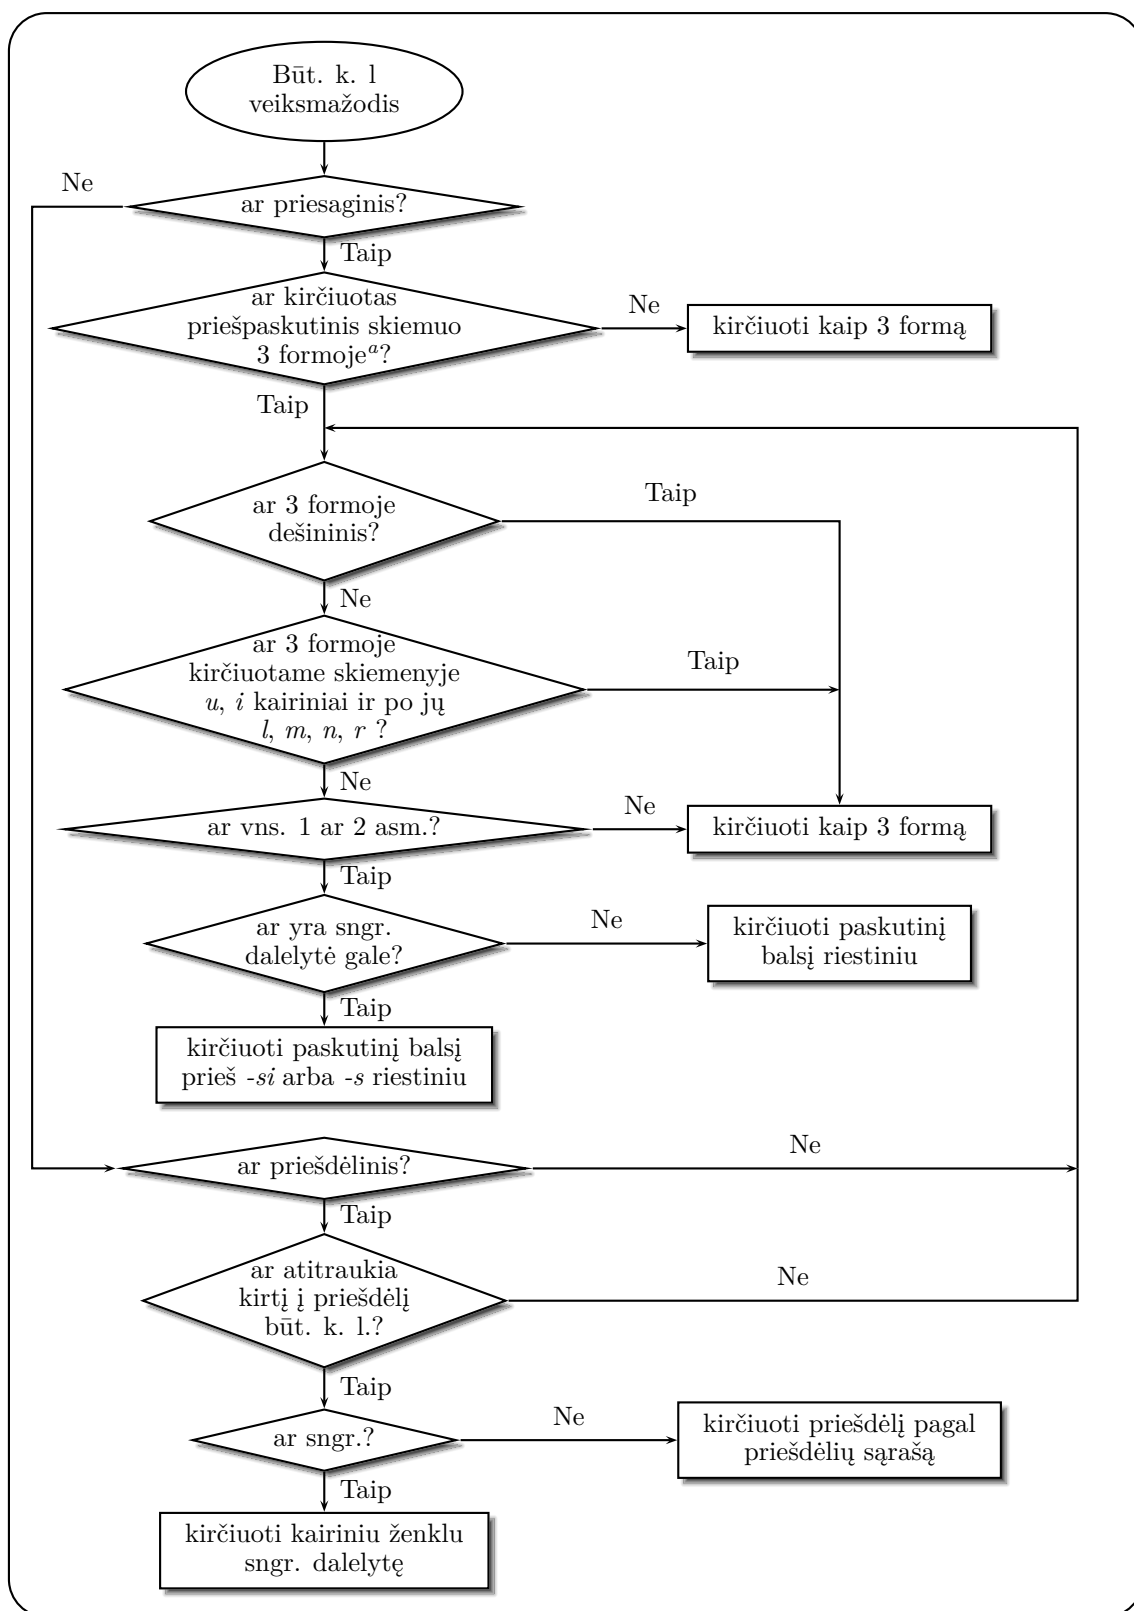 Būt. k. l
veiksmažodis
Ne
ar priesaginis?
Taip
ar kirčiuotas
priešpaskutinis skiemuo
3 formojeᵃ?
Ne
kirčiuoti kaip 3 formą
Taip
ar 3 formoje
dešininis?
Taip
Ne
ar 3 formoje
kirčiuotame skiemenyje
u, i kairiniai ir po jų
l, m, n, r ?
Taip
Ne
ar vns. 1 ar 2 asm.?
Ne
kirčiuoti kaip 3 formą
Taip
ar yra sngr.
dalelytė gale?
Ne
kirčiuoti paskutinį
balsį riestiniu
Taip
kirčiuoti paskutinį balsį
prieš -si arba -s riestiniu
ar priešdėlinis?
Ne
Taip
ar atitraukia
kirtį į priešdėlį
būt. k. l.?
Ne
Taip
ar sngr.?
Ne
kirčiuoti priešdėlį pagal
priešdėlių sąrašą
Taip
kirčiuoti kairiniu ženklu
sngr. dalelytę